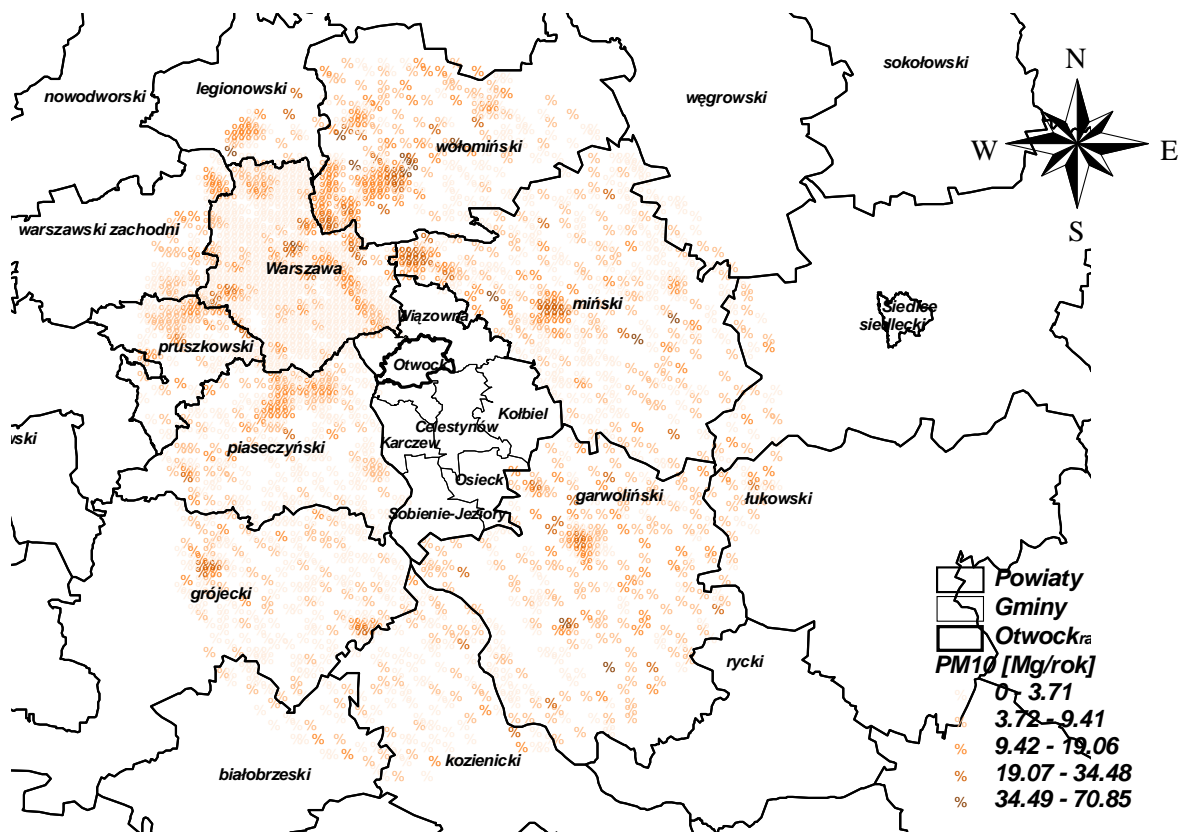 N
W E
S
sokołowski
legionowski
nowodworski
węgrowski
wołomiński
warszawski zachodni
Warszawa
miński
Siedlce
siedlecki
Wiązowna
pruszkowski
Otwock
Kołbiel
Celestynów
wski
Karczew
piaseczyński
Osieck
garwoliński
łukowski
Sobienie-Jeziory
grójecki
rycki
białobrzeski
kozienicki
Powiaty
Gminy
Otwock
PM10 [Mg/rok]
0 - 3.71
% 3.72 - 9.41
% 9.42 - 19.06
% 19.07 - 34.48
% 34.49 - 70.85